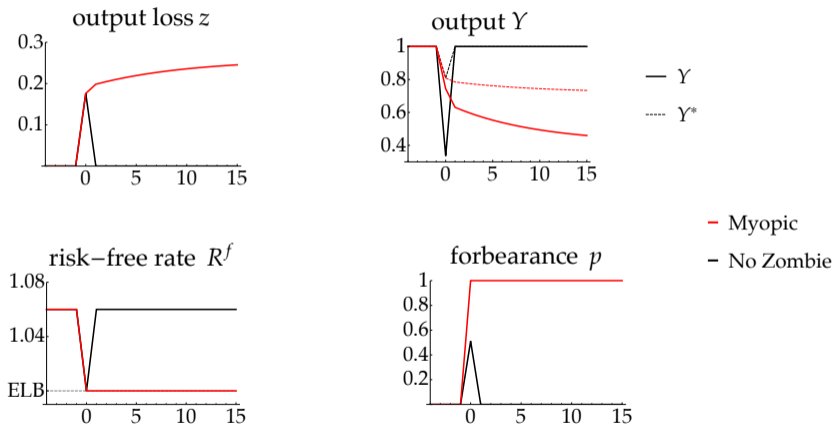 output loss z
0.3
0.2
0.1
0 5 10 15
output Y
1
0.8
0.6
0.4
0 5 10 15
Y
Y*
risk−free rate R^f
1.08
1.04
ELB
0 5 10 15
forbearance p
1
0.8
0.6
0.4
0.2
0 5 10 15
Myopic
No Zombie